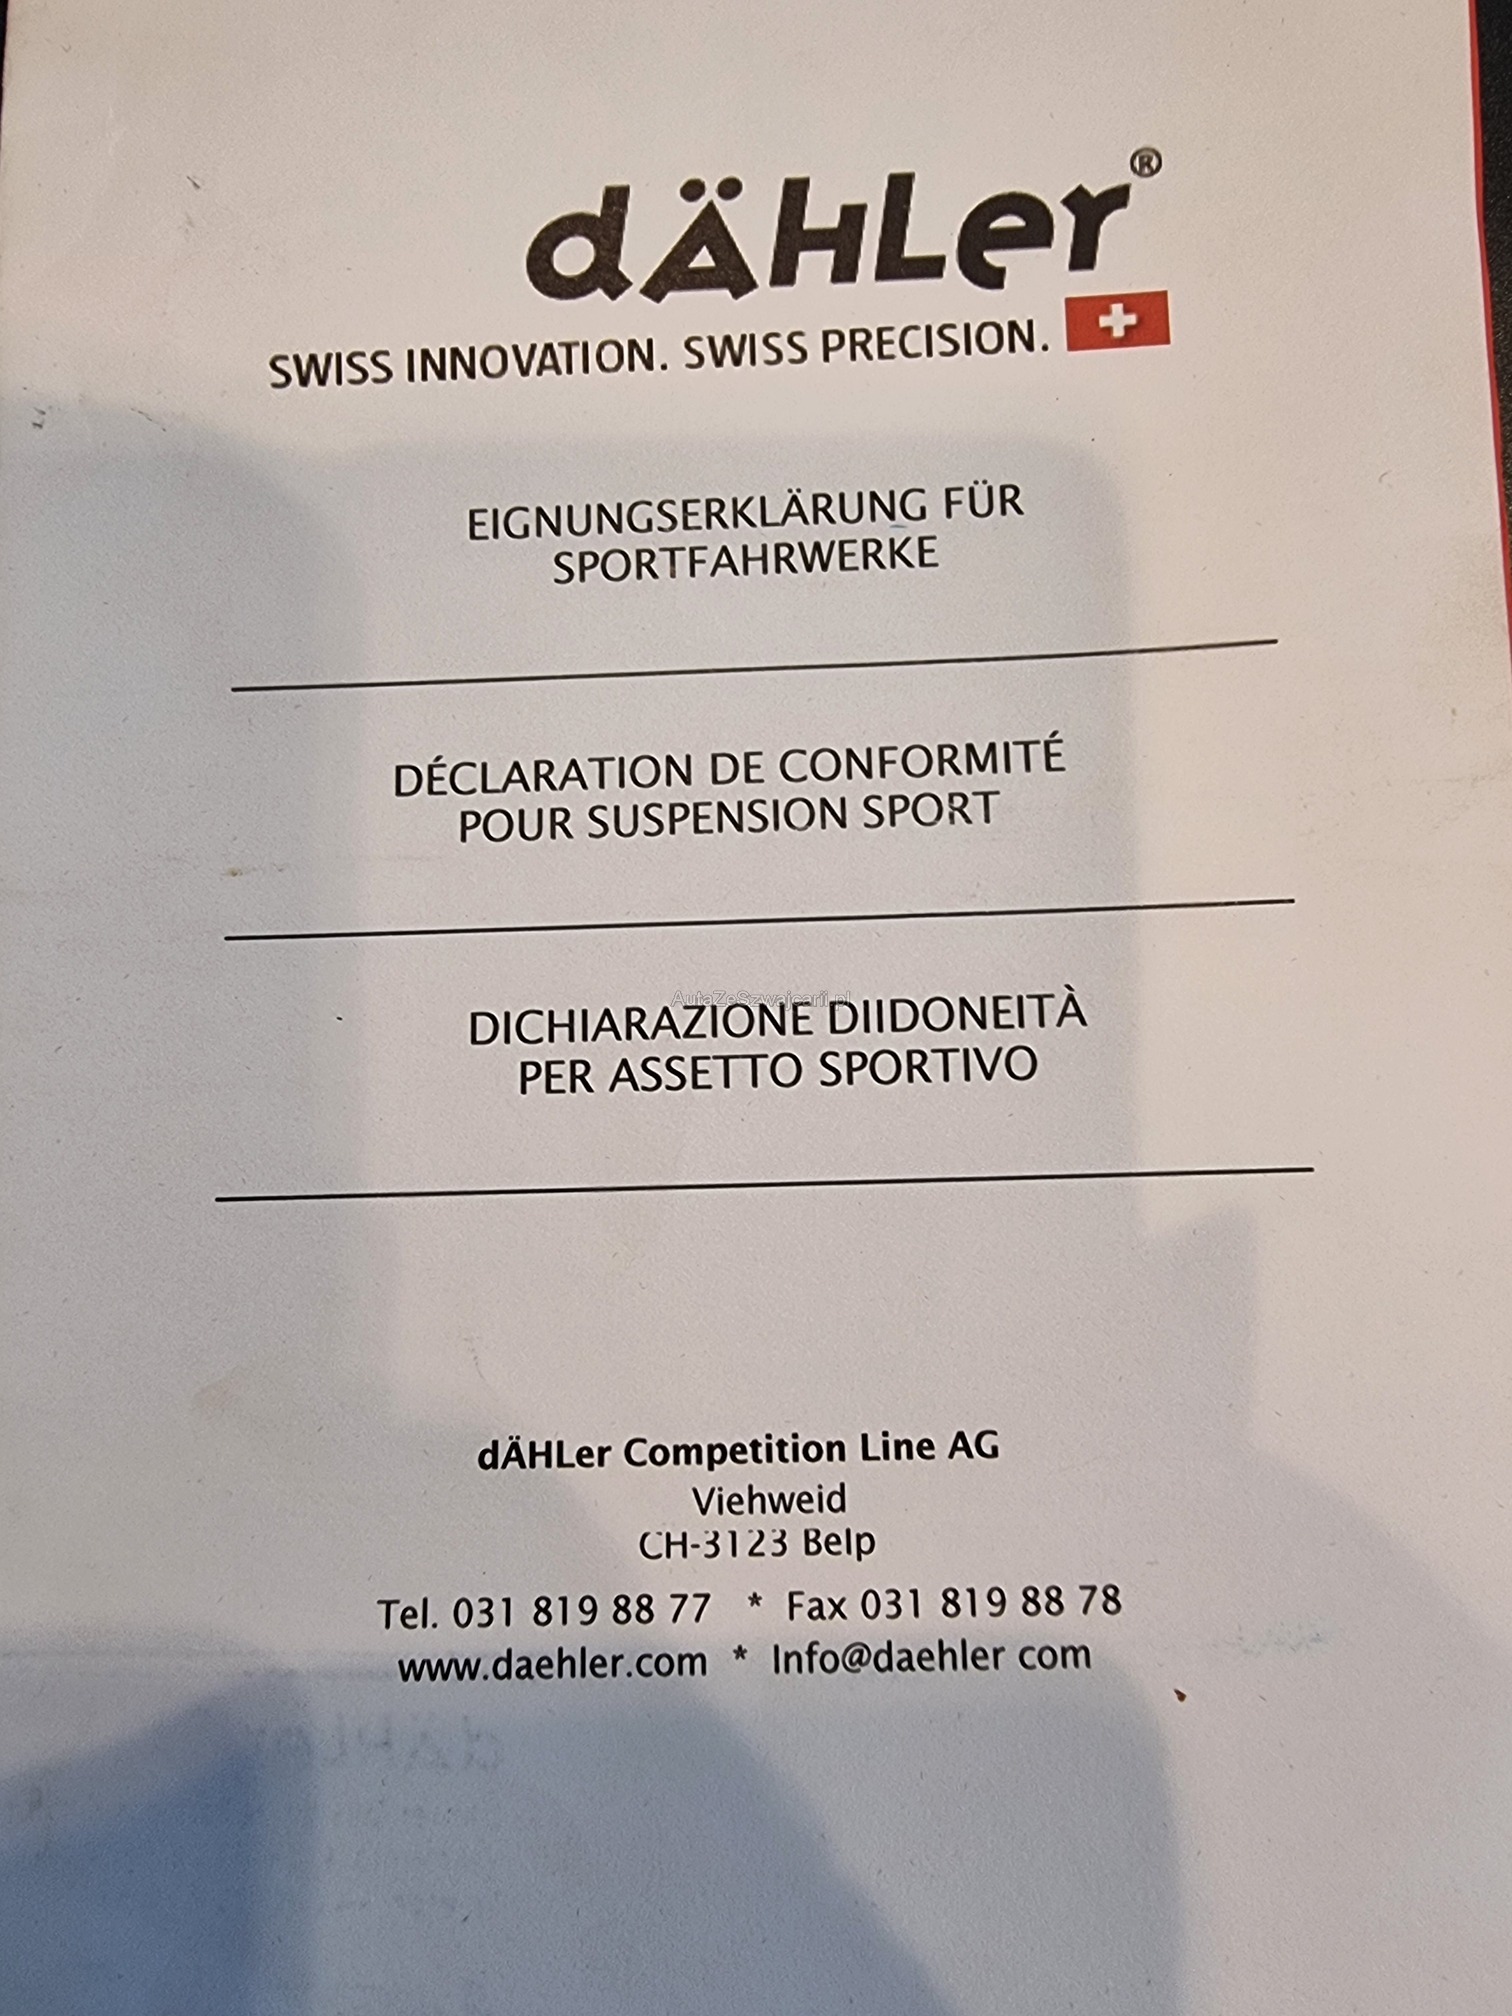 dÄHLer®
SWISS INNOVATION. SWISS PRECISION.
EIGNUNGSERKLÄRUNG FÜR
SPORTFAHRWERKE
DÉCLARATION DE CONFORMITÉ
POUR SUSPENSION SPORT
AutaZeSzwajcarii.pl
DICHIARAZIONE DIIDONEITÀ
PER ASSETTO SPORTIVO
dÄHLer Competition Line AG
Viehweid
CH-3123 Belp
Tel. 031 819 88 77 * Fax 031 819 88 78
www.daehler.com * Info@daehler com